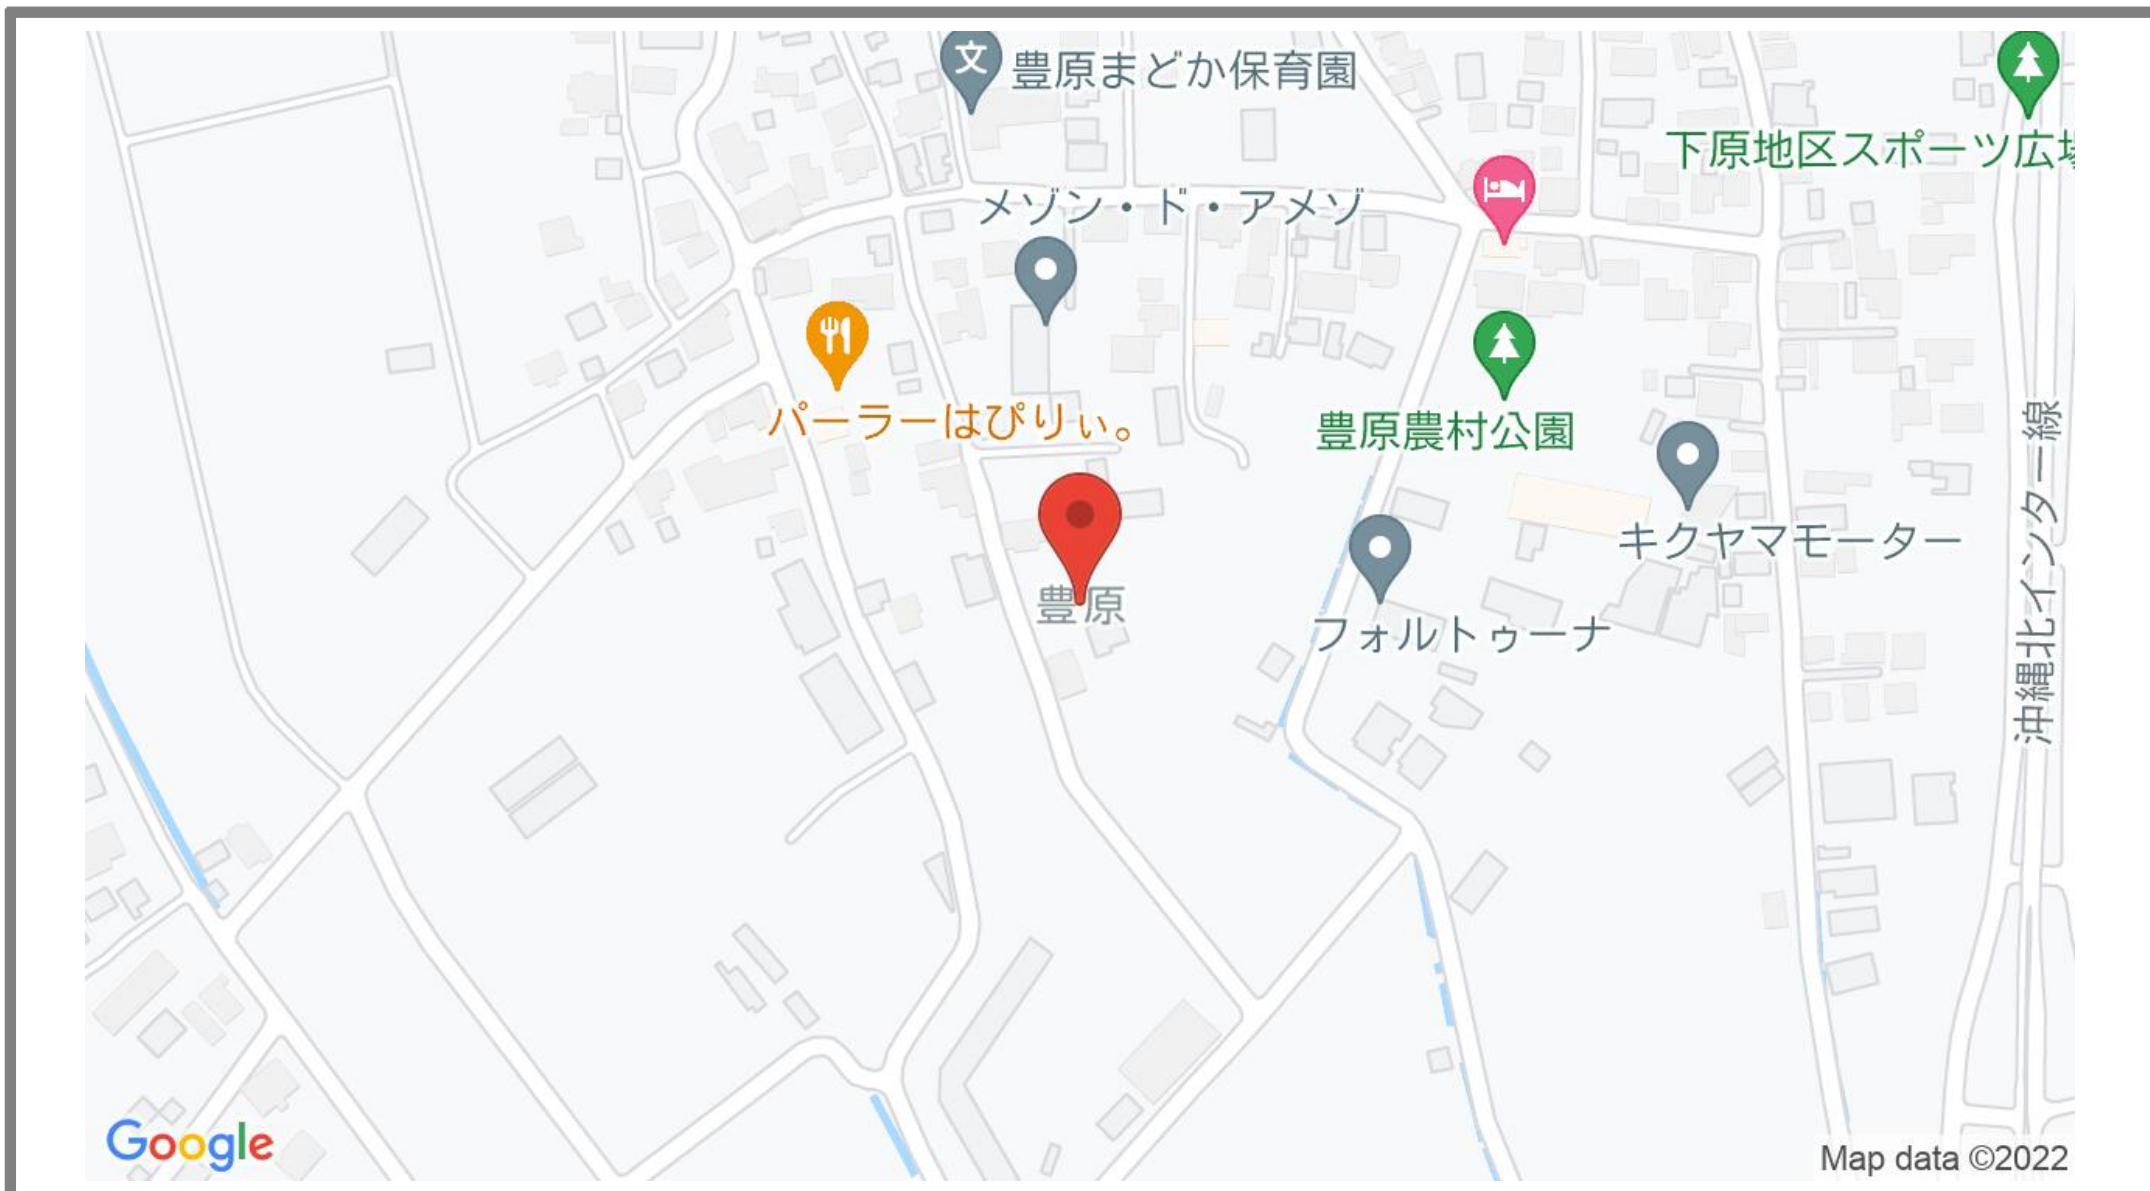 文
豊原まどか保育園
下原地区スポーツ広場
メゾン・ド・アメゾ
パーラーはぴりぃ。
豊原農村公園
キクヤマモーター
豊原
フォルトゥーナ
沖縄北インター線
Google
Map data ©2022